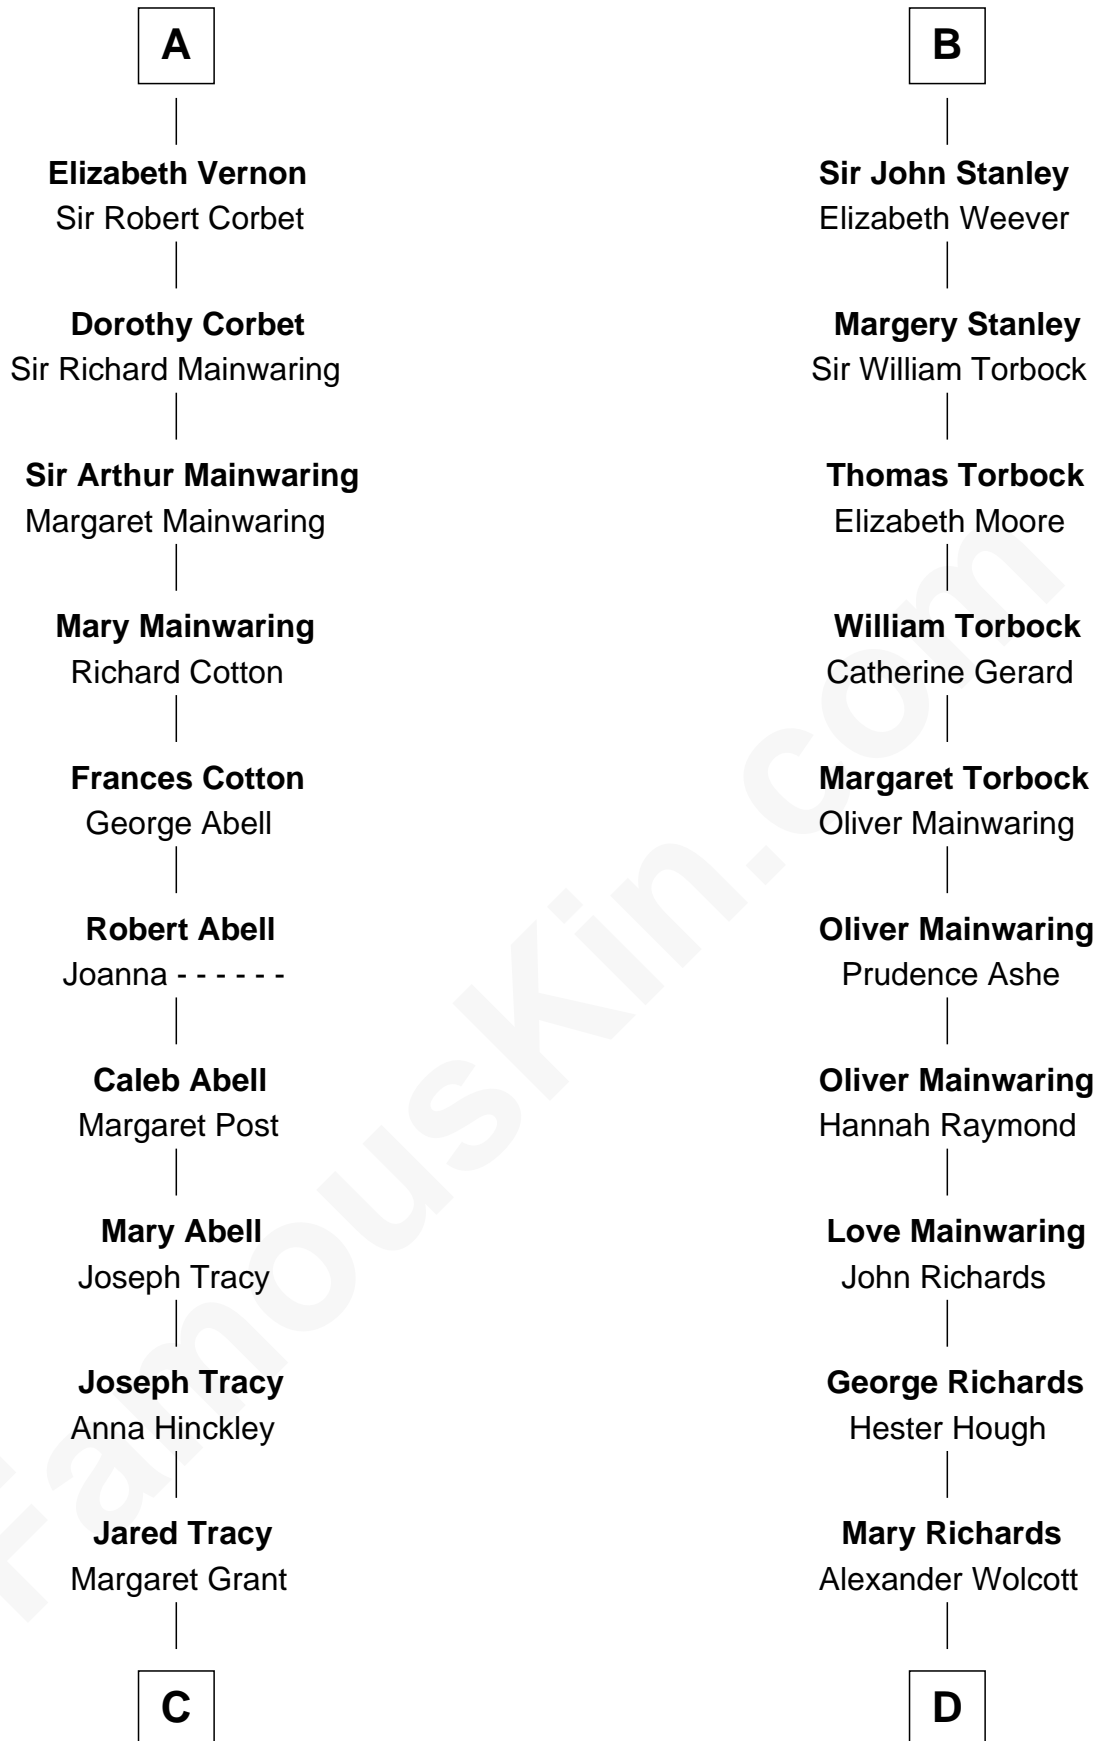 A
Elizabeth Vernon
Sir Robert Corbet
Dorothy Corbet
Sir Richard Mainwaring
Sir Arthur Mainwaring
Margaret Mainwaring
Mary Mainwaring
Richard Cotton
Frances Cotton
George Abell
Robert Abell
Joanna - - - - - -
Caleb Abell
Margaret Post
Mary Abell
Joseph Tracy
Joseph Tracy
Anna Hinckley
Jared Tracy
Margaret Grant
C
B
Sir John Stanley
Elizabeth Weever
Margery Stanley
Sir William Torbock
Thomas Torbock
Elizabeth Moore
William Torbock
Catherine Gerard
Margaret Torbock
Oliver Mainwaring
Oliver Mainwaring
Prudence Ashe
Oliver Mainwaring
Hannah Raymond
Love Mainwaring
John Richards
George Richards
Hester Hough
Mary Richards
Alexander Wolcott
D
FamousKin.com